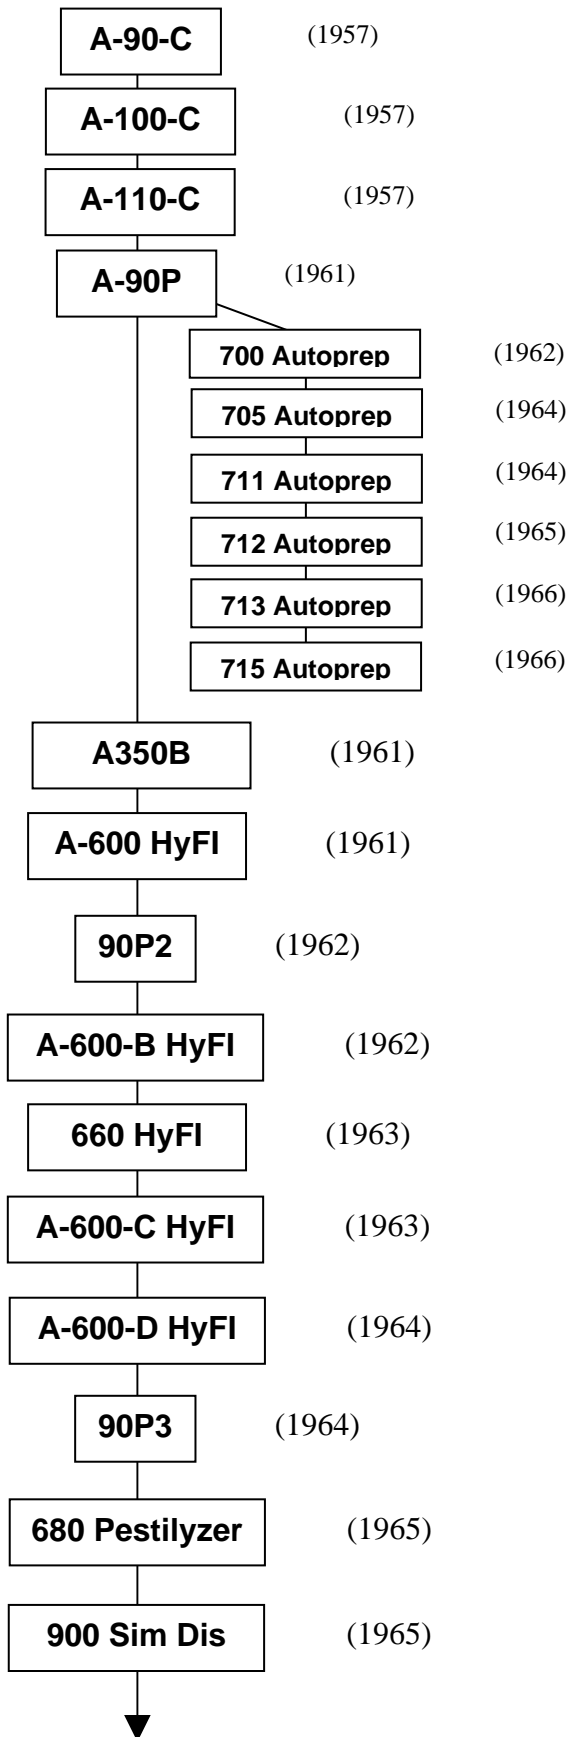 A-90-C (1957)
A-100-C (1957)
A-110-C (1957)
A-90P (1961)
700 Autoprep (1962)
705 Autoprep (1964)
711 Autoprep (1964)
712 Autoprep (1965)
713 Autoprep (1966)
715 Autoprep (1966)
A350B (1961)
A-600 HyFI (1961)
90P2 (1962)
A-600-B HyFI (1962)
660 HyFI (1963)
A-600-C HyFI (1963)
A-600-D HyFI (1964)
90P3 (1964)
680 Pestilyzer (1965)
900 Sim Dis (1965)